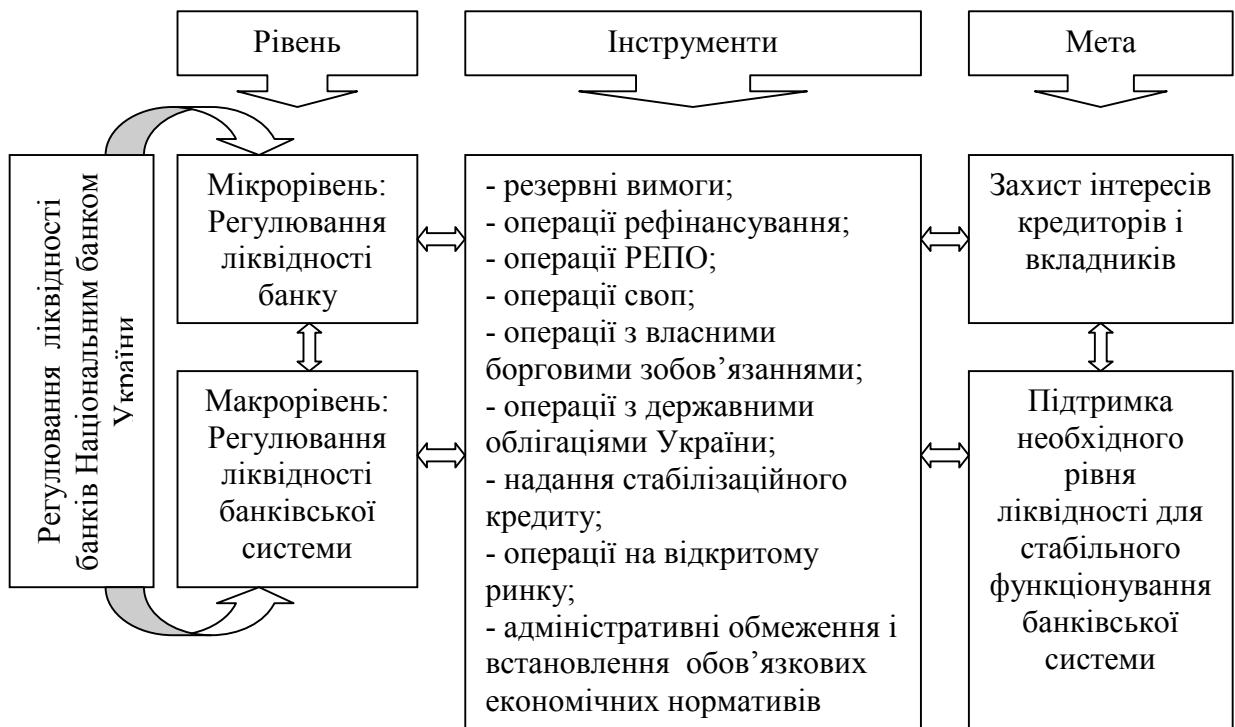 Рівень
Інструменти
Мета
Регулювання ліквідності
банків Національним банком
України
Мікрорівень:
Регулювання
ліквідності
банку
Макрорівень:
Регулювання
ліквідності
банківської
системи
- резервні вимоги;
- операції рефінансування;
- операції РЕПО;
- операції своп;
- операції з власними
борговими зобов’язаннями;
- операції з державними
облігаціями України;
- надання стабілізаційного
кредиту;
- операції на відкритому
ринку;
- адміністративні обмеження і
встановлення обов’язкових
економічних нормативів
Захист інтересів
кредиторів і
вкладників
Підтримка
необхідного
рівня
ліквідності для
стабільного
функціонування
банківської
системи